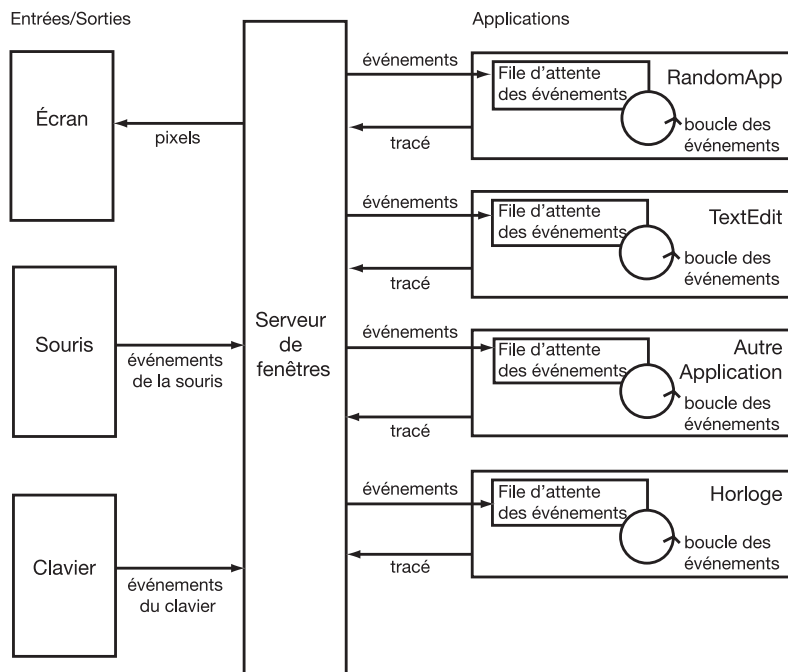 Entrées/Sorties
Applications
Écran
pixels
Souris
événements
de la souris
Clavier
événements
du clavier
Serveur
de
fenêtres
événements
tracé
File d'attente
des événements
RandomApp
boucle des
événements
événements
tracé
File d'attente
des événements
TextEdit
boucle des
événements
événements
tracé
File d'attente
des événements
Autre
Application
boucle des
événements
événements
tracé
File d'attente
des événements
Horloge
boucle des
événements